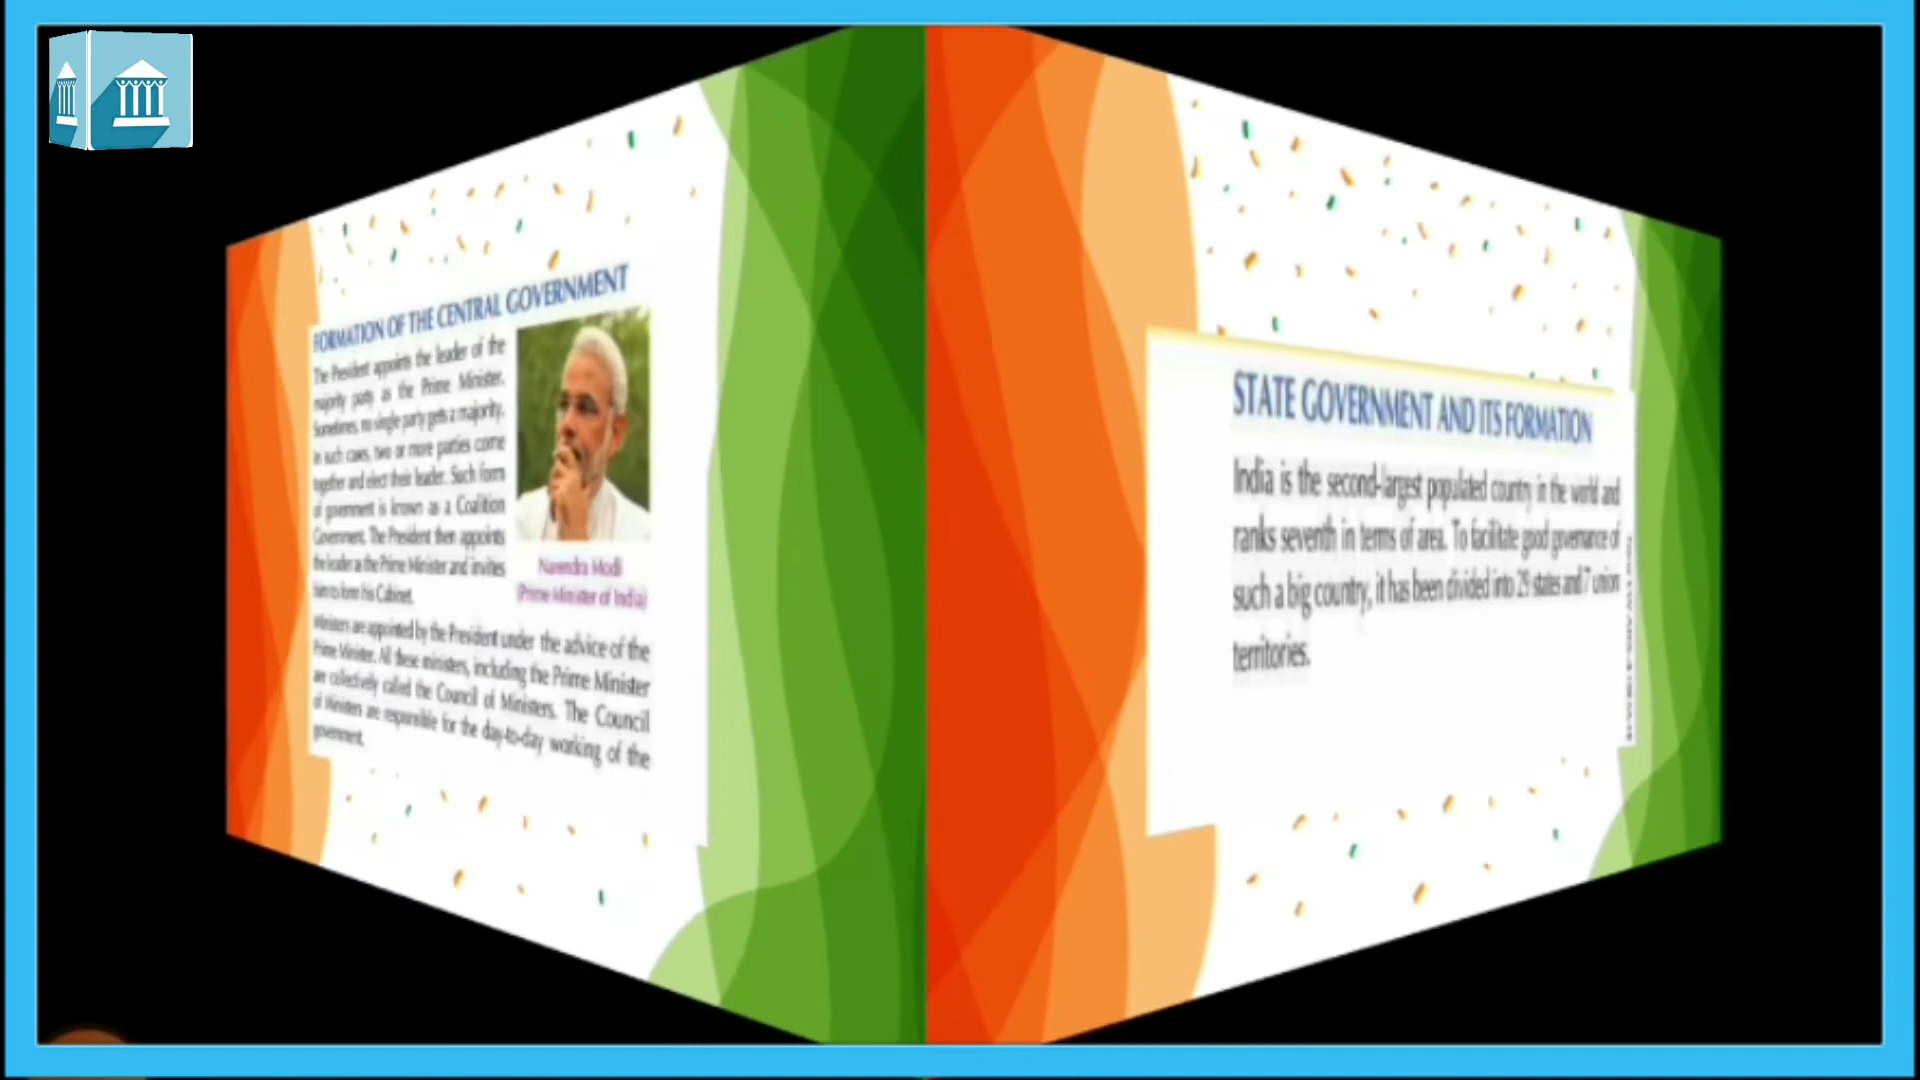 FORMATION OF THE CENTRAL GOVERNMENT
The President appoints the leader of the
majority party as the Prime Minister.
Sometimes, no single party gets a majority.
In such cases, two or more parties come
together and elect their leader. Such form
of government is known as a Coalition
Government. The President then appoints
the leader as the Prime Minister and invites
him to form his Cabinet.
Narendra Modi
(Prime Minister of India)
Ministers are appointed by the President under the advice of the
Prime Minister. All these ministers, including the Prime Minister
are collectively called the Council of Ministers. The Council
of Ministers are responsible for the day-to-day working of the
government.
STATE GOVERNMENT AND ITS FORMATION
India is the second-largest populated country in the world and
ranks seventh in terms of area. To facilitate good governance of
such a big country, it has been divided into 29 states and 7 union
territories.